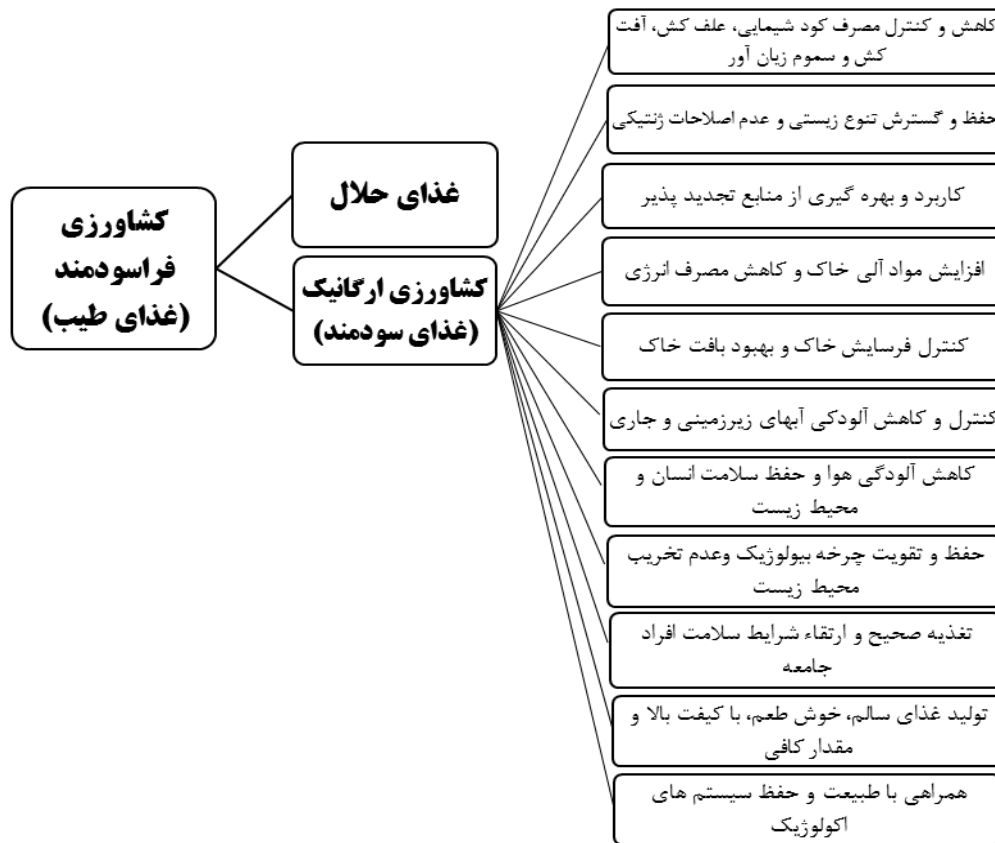 کشاورزی
فراسودمند
(غذای طیب)
غذای حلال
کشاورزی ارگانیک
(غذای سودمند)
کاهش و کنترل مصرف کود شیمایی، علف کش، آفت
کش و سموم زیان آور
حفظ و گسترش تنوع زیستی و عدم اصلاحات ژنتیکی
کاربرد و بهره گیری از منابع تجدید پذیر
افزایش مواد آلی خاک و کاهش مصرف انرژی
کنترل فرسایش خاک و بهبود بافت خاک
کنترل و کاهش آلودکی آبهای زیرزمینی و جاری
کاهش آلودگی هوا و حفظ سلامت انسان و
محیط زیست
حفظ و تقویت چرخه بیولوژیک وعدم تخریب
محیط زیست
تغذیه صحیح و ارتقاء شرایط سلامت افراد
جامعه
تولید غذای سالم، خوش طعم، با کیفت بالا و
مقدار کافی
همراهی با طبیعت و حفظ سیستم های
اکولوژیک